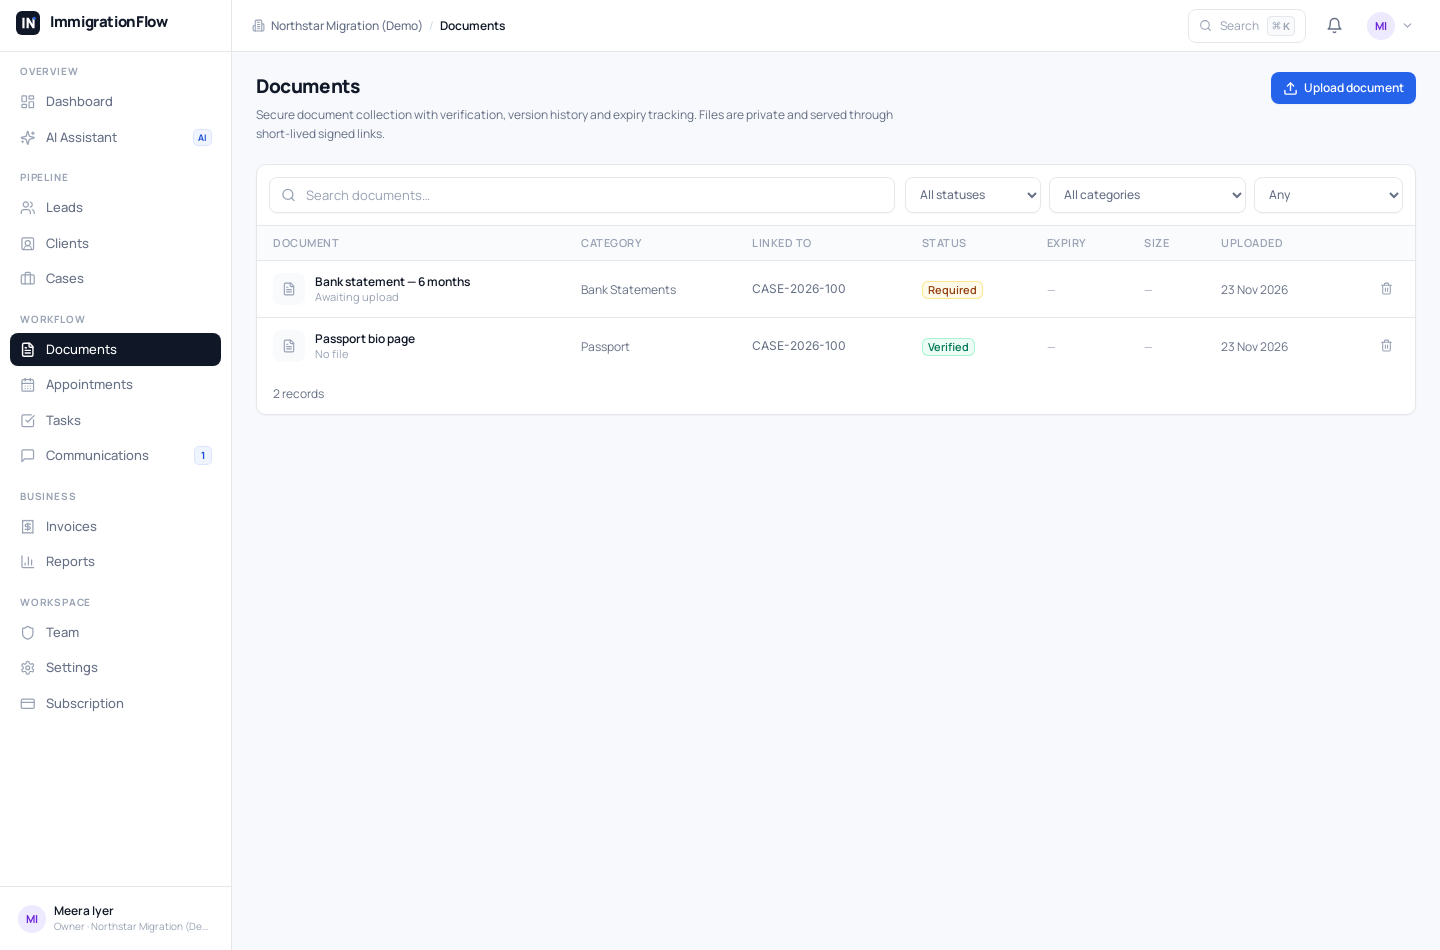 IN ImmigrationFlow
Northstar Migration (Demo) / Documents
Search ⌘K
MI
OVERVIEW
Dashboard
AI Assistant AI
PIPELINE
Leads
Clients
Cases
WORKFLOW
Documents
Appointments
Tasks
Communications 1
BUSINESS
Invoices
Reports
WORKSPACE
Team
Settings
Subscription
MI
Meera Iyer
Owner · Northstar Migration (De...
Documents
Upload document
Secure document collection with verification, version history and expiry tracking. Files are private and served through
short-lived signed links.
Search documents... All statuses All categories Any
DOCUMENT CATEGORY LINKED TO STATUS EXPIRY SIZE UPLOADED
Bank statement — 6 months
Awaiting upload
Bank Statements CASE-2026-100 Required — — 23 Nov 2026
Passport bio page
No file
Passport CASE-2026-100 Verified — — 23 Nov 2026
2 records